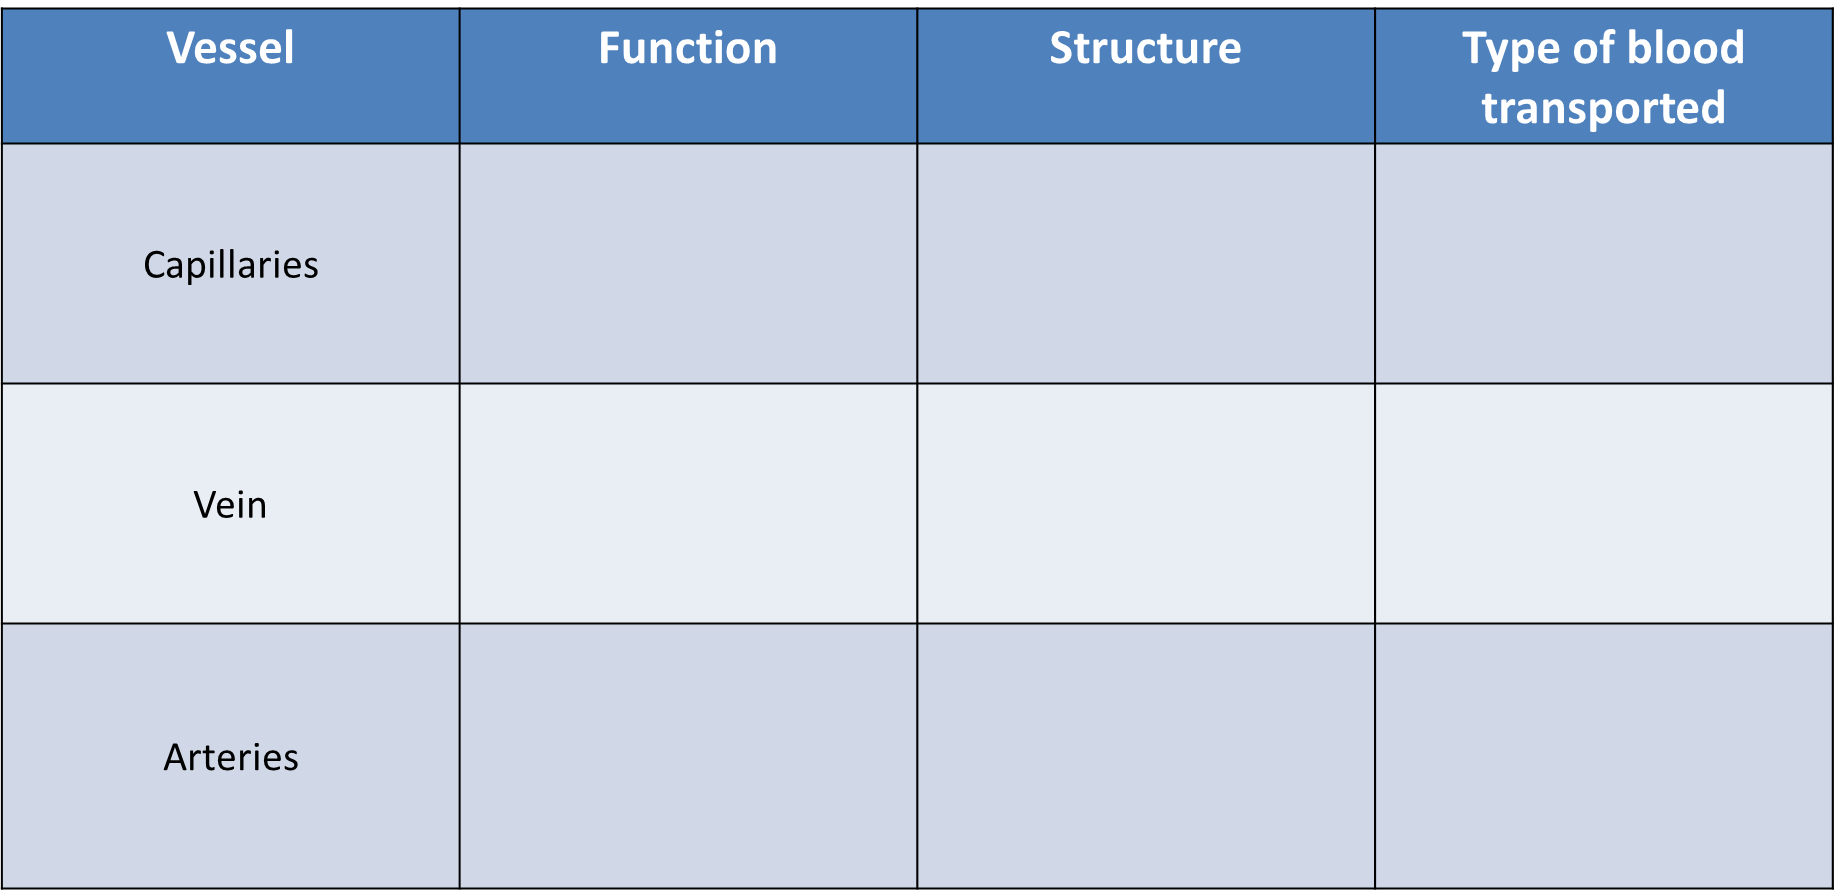 Vessel
Function
Structure
Type of blood
transported
Capillaries
Vein
Arteries